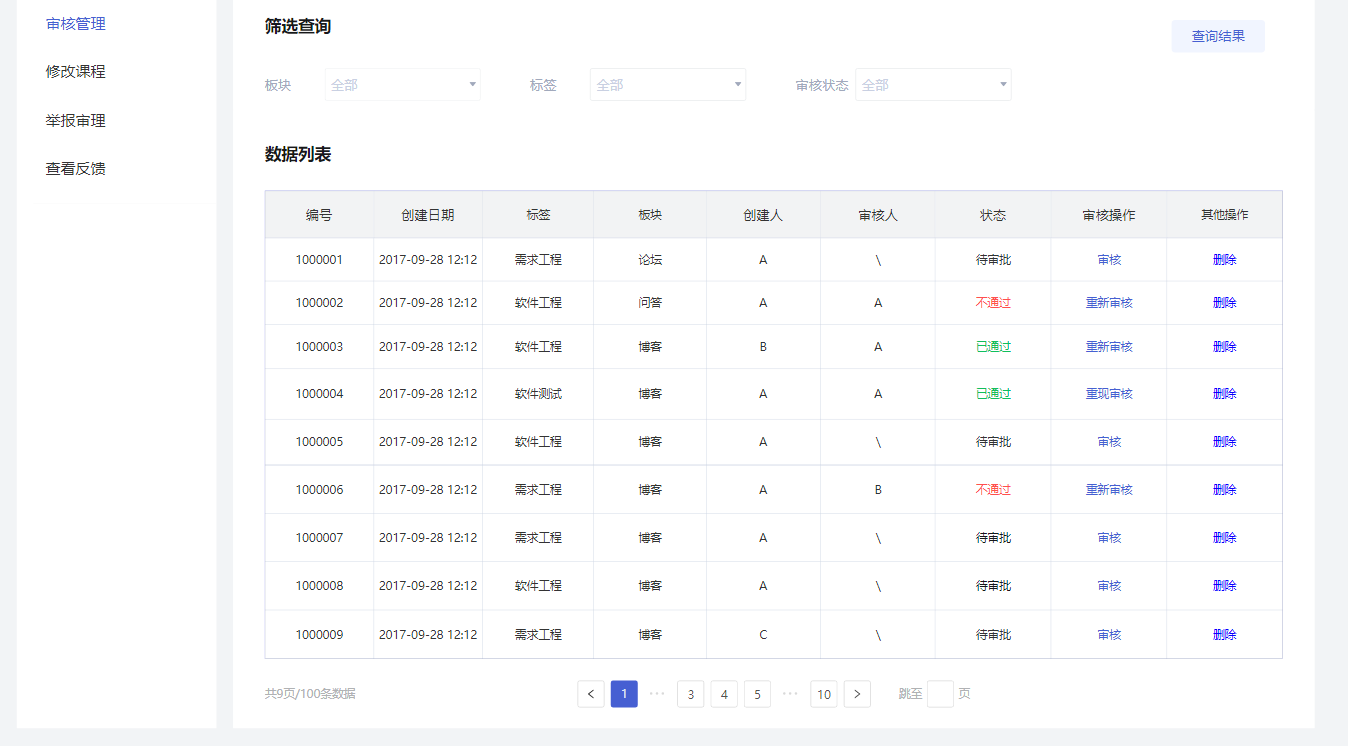 审核管理
修改课程
举报审理
查看反馈
筛选查询
查询结果
板块 全部 标签 全部 审核状态 全部
数据列表
编号 创建日期 标签 板块 创建人 审核人 状态 审核操作 其他操作
1000001 2017-09-28 12:12 需求工程 论坛 A \ 待审批 审核 删除
1000002 2017-09-28 12:12 软件工程 问答 A A 不通过 重新审核 删除
1000003 2017-09-28 12:12 软件工程 博客 B A 已通过 重新审核 删除
1000004 2017-09-28 12:12 软件测试 博客 A A 已通过 重现审核 删除
1000005 2017-09-28 12:12 软件工程 博客 A \ 待审批 审核 删除
1000006 2017-09-28 12:12 需求工程 博客 A B 不通过 重新审核 删除
1000007 2017-09-28 12:12 需求工程 博客 A \ 待审批 审核 删除
1000008 2017-09-28 12:12 软件工程 博客 A \ 待审批 审核 删除
1000009 2017-09-28 12:12 需求工程 博客 C \ 待审批 审核 删除
共9页/100条数据 < 1 ··· 3 4 5 ··· 10 > 跳至 页